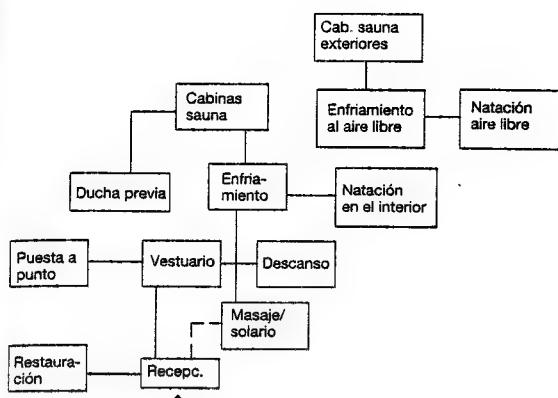 Cab. sauna
exteriores
Cabinas
sauna
Enfriamiento
al aire libre
Natación
aire libre
Ducha previa
Enfria-
miento
Natación
en el interior
Puesta a
punto
Vestuario
Descanso
Masaje/
solario
Restaura-
ción
Recepc.